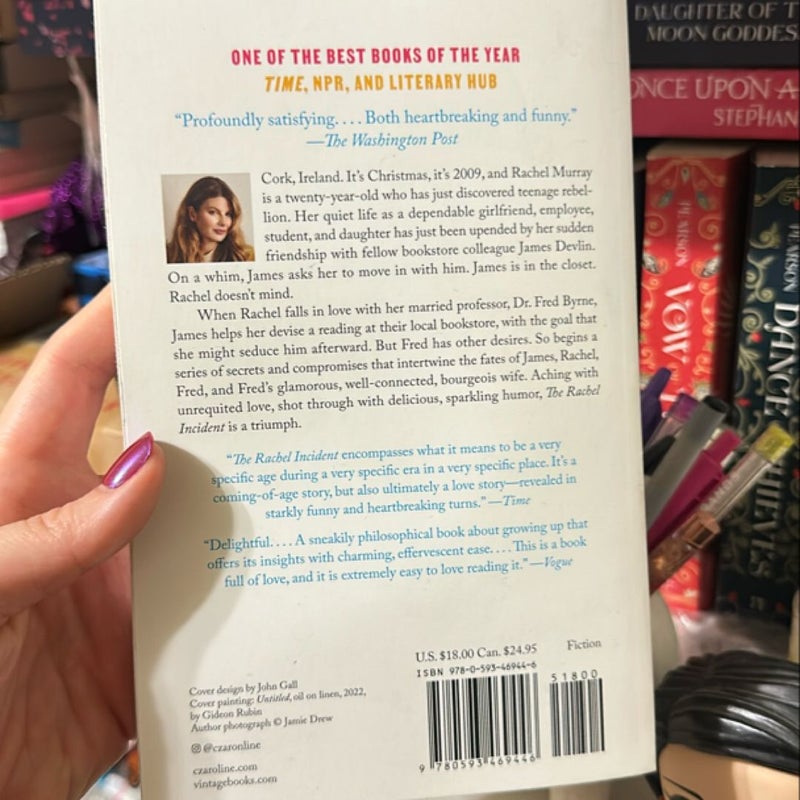 ONE OF THE BEST BOOKS OF THE YEAR
TIME, NPR, AND LITERARY HUB
“Profoundly satisfying. . . . Both heartbreaking and funny.”
—The Washington Post
Cork, Ireland. It’s Christmas, it’s 2009, and Rachel Murray
is a twenty-year-old who has just discovered teenage rebel-
lion. Her quiet life as a dependable girlfriend, employee,
student, and daughter has just been upended by her sudden
friendship with fellow bookstore colleague James Devlin.
On a whim, James asks her to move in with him. James is in the closet.
Rachel doesn’t mind.
When Rachel falls in love with her married professor, Dr. Fred Byrne,
James helps her devise a reading at their local bookstore, with the goal that
she might seduce him afterward. But Fred has other desires. So begins a
series of secrets and compromises that intertwine the fates of James, Rachel,
Fred, and Fred’s glamorous, well-connected, bourgeois wife. Aching with
unrequited love, shot through with delicious, sparkling humor, The Rachel
Incident is a triumph.
“The Rachel Incident encompasses what it means to be a very
specific age during a very specific era in a very specific place. It’s a
coming-of-age story, but also ultimately a love story—revealed in
starkly funny and heartbreaking turns.” —Time
“Delightful. . . . A sneakily philosophical book about growing up that
offers its insights with charming, effervescent ease. . . . This is a book
full of love, and it is extremely easy to love reading it.” —Vogue
U.S. $18.00 Can. $24.95 Fiction
ISBN 978-0-593-46944-6
51800
9 780593 469446
Cover design by John Gall
Cover painting: Untitled, oil on linen, 2022,
by Gideon Rubin
Author photograph © Jamie Drew
@czaronline
czaroline.com
vintagebooks.com
DAUGHTER OF T
MOON GODDES
ONCE UPON A
STEPHAN
PEARSON
VOW
PEARSON
DANCE
THIEVES